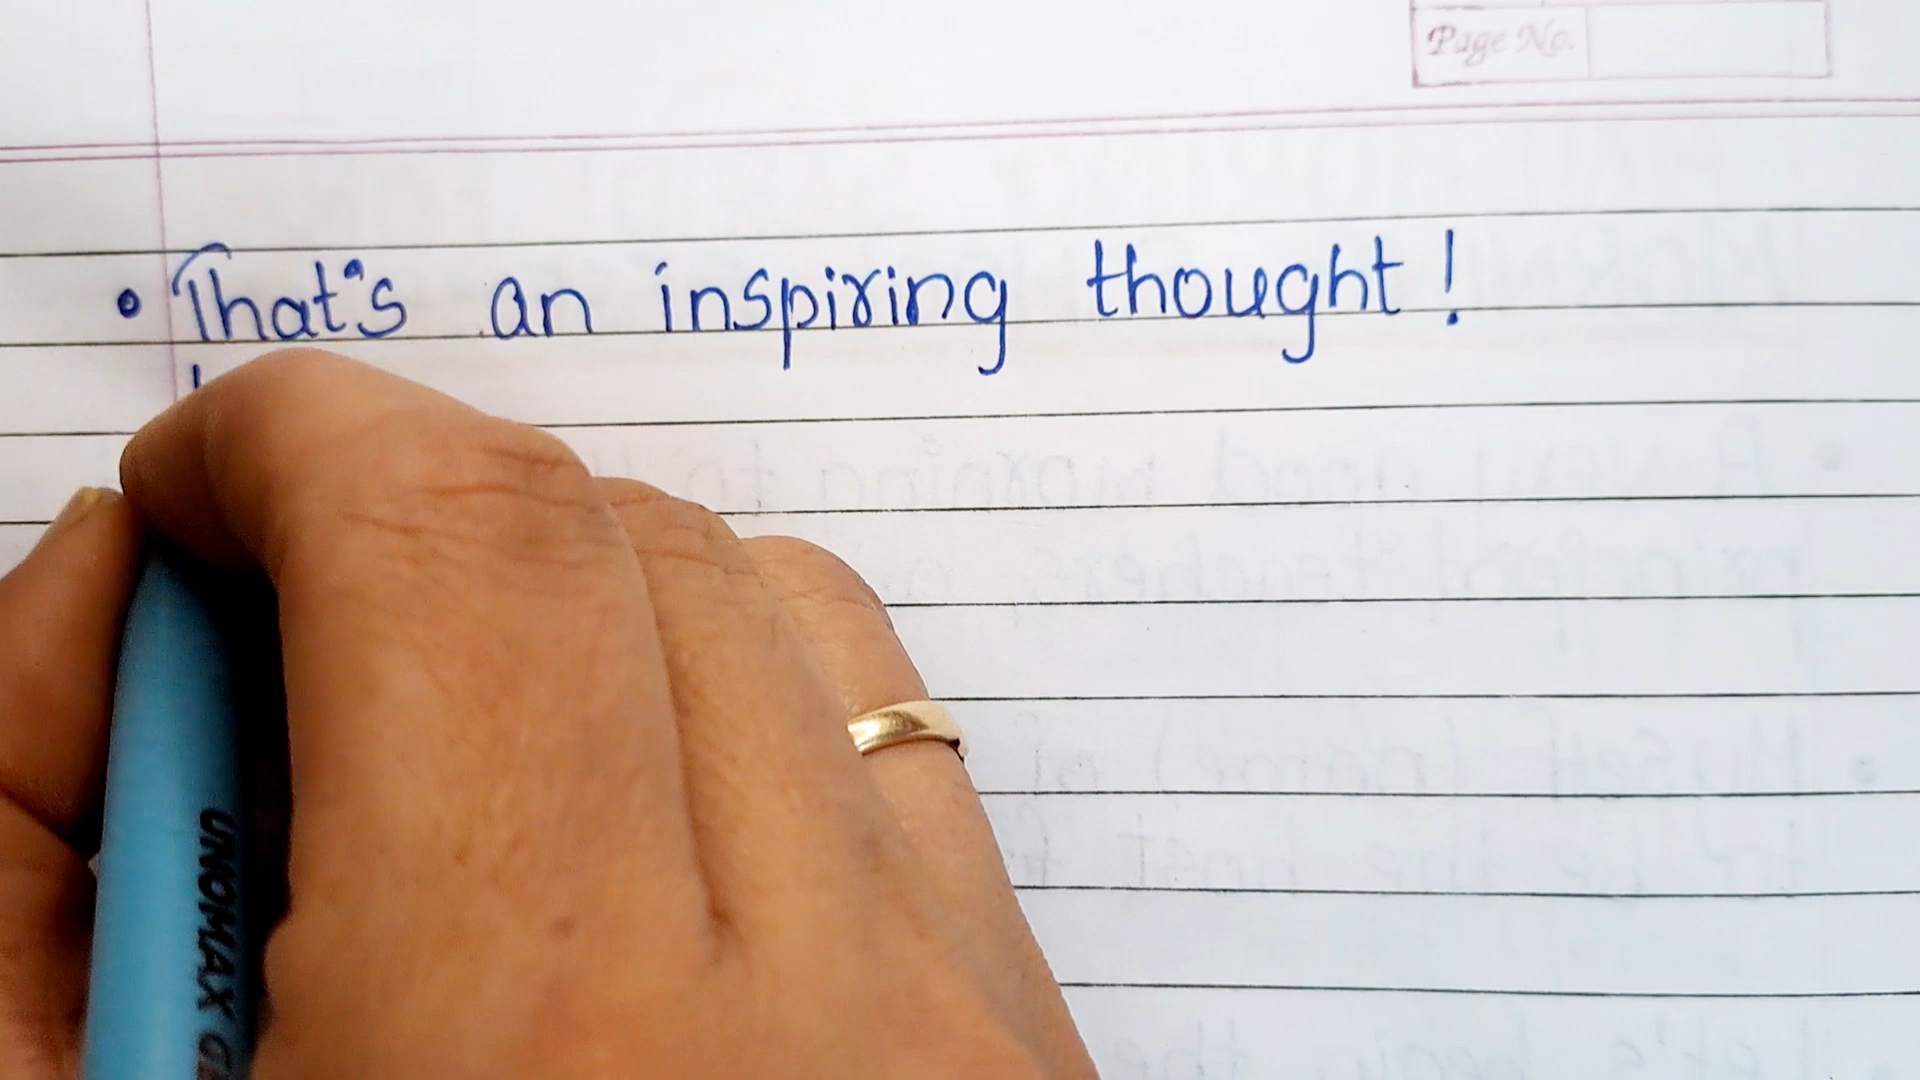 Page No.
• That's an inspiring thought!
UNOMAX